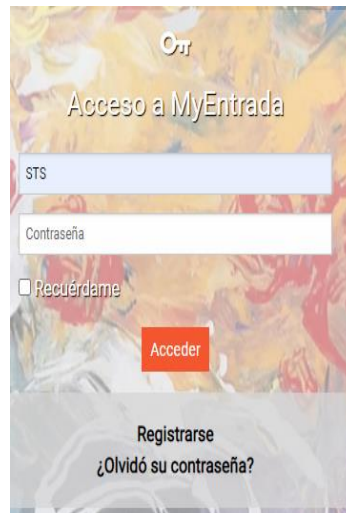 Acceso a MyEntrada
STS
Contraseña
Recuérdame
Acceder
Registrarse
¿Olvidó su contraseña?